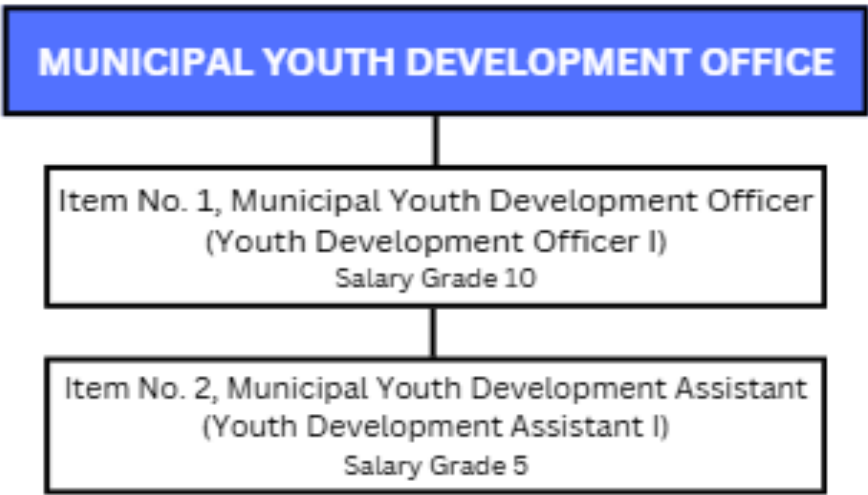 MUNICIPAL YOUTH DEVELOPMENT OFFICE
Item No. 1, Municipal Youth Development Officer
(Youth Development Officer I)
Salary Grade 10
Item No. 2, Municipal Youth Development Assistant
(Youth Development Assistant I)
Salary Grade 5